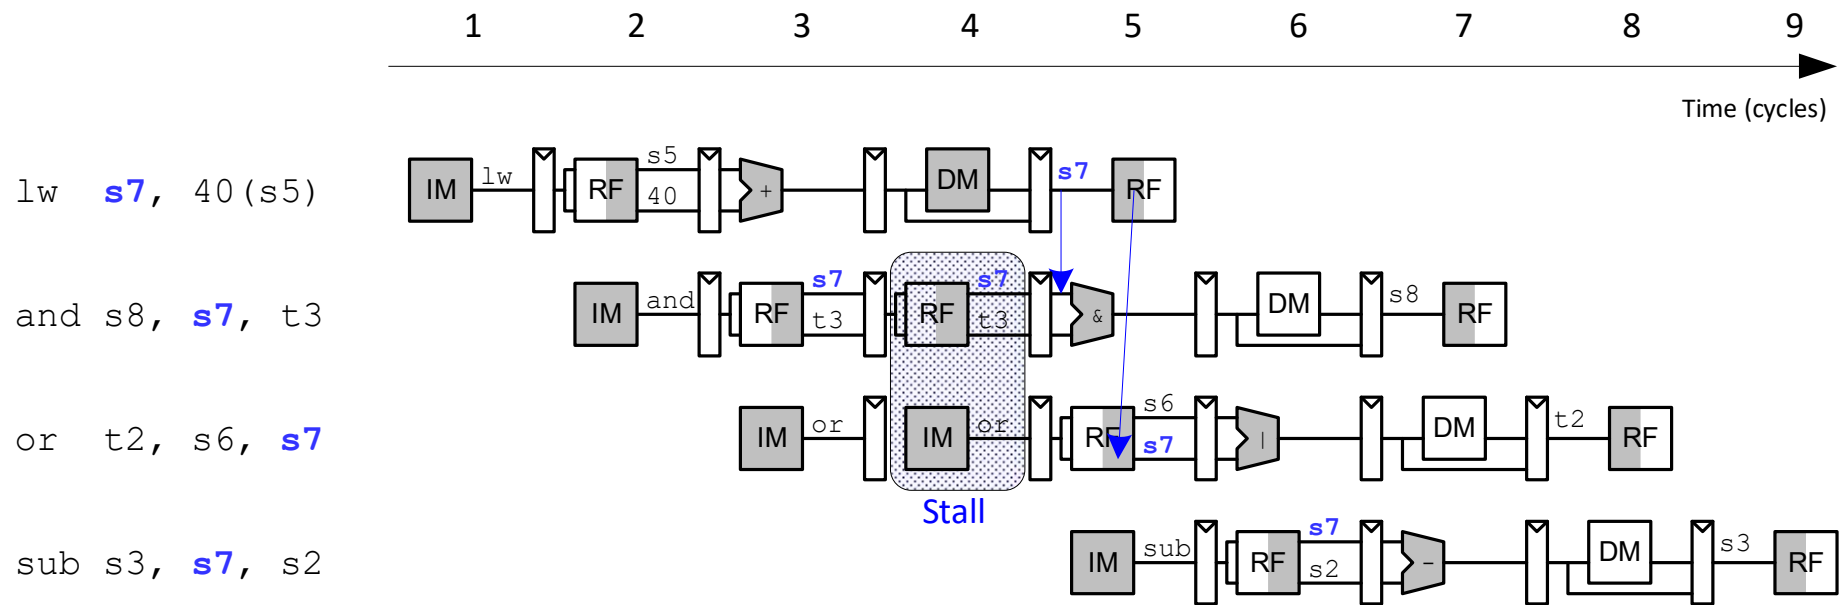 1 2 3 4 5 6 7 8 9
Time (cycles)
lw s7, 40(s5)
IM lw RF s5 40 + DM s7 RF
and s8, s7, t3
IM and RF s7 t3 RF s7 t3 & DM s8 RF
or t2, s6, s7
IM or IM or RF s6 s7 | DM t2 RF
Stall
sub s3, s7, s2
IM sub RF s7 s2 - DM s3 RF